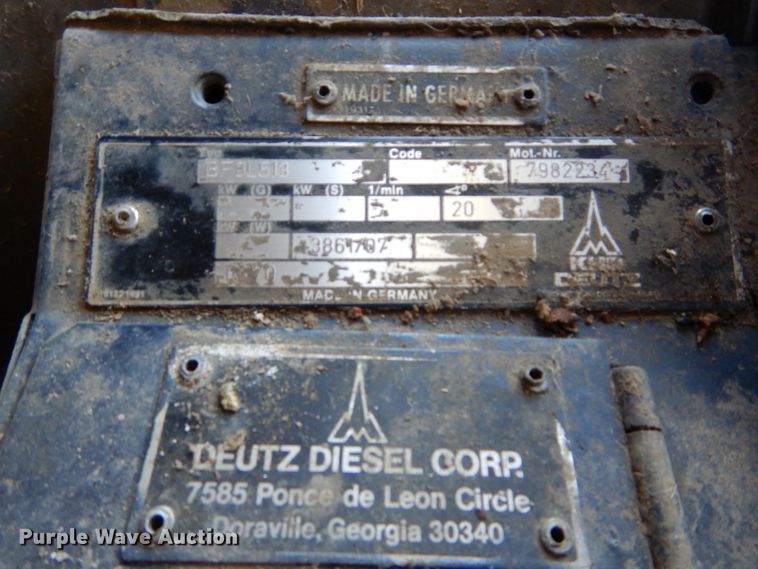 MADE IN GERMANY
Code Mot.-Nr.
7982234
kW (G) kW (S) 1/min
20
(W)
3861707
DEUTZ
MADE IN GERMANY
DEUTZ DIESEL CORP.
7585 Ponce de Leon Circle
Doraville, Georgia 30340
Purple Wave Auction